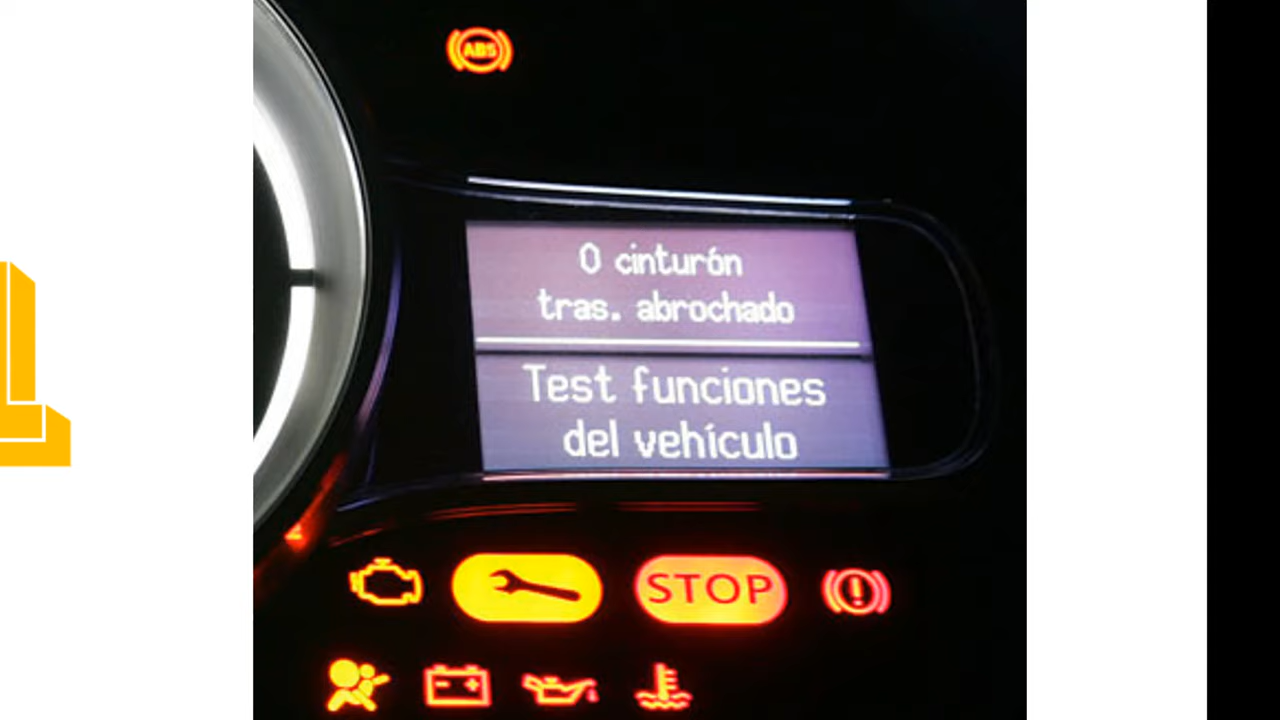 ABS
0 cinturón
tras. abrochado
Test funciones
del vehículo
STOP